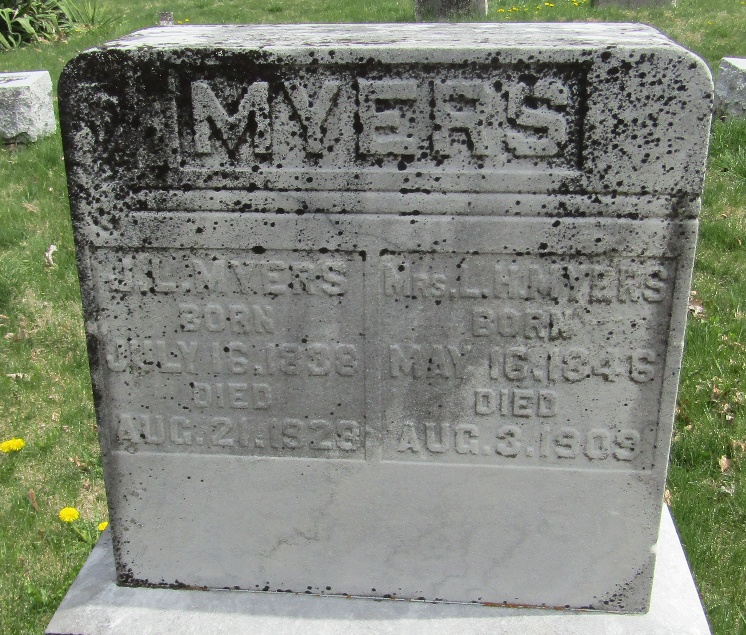 MYERS
J.L.MYERS
BORN
JULY 16.1838
DIED
AUG.21.1923
MRS.L.H.MYERS
BORN
MAY 16.1846
DIED
AUG.3.1909